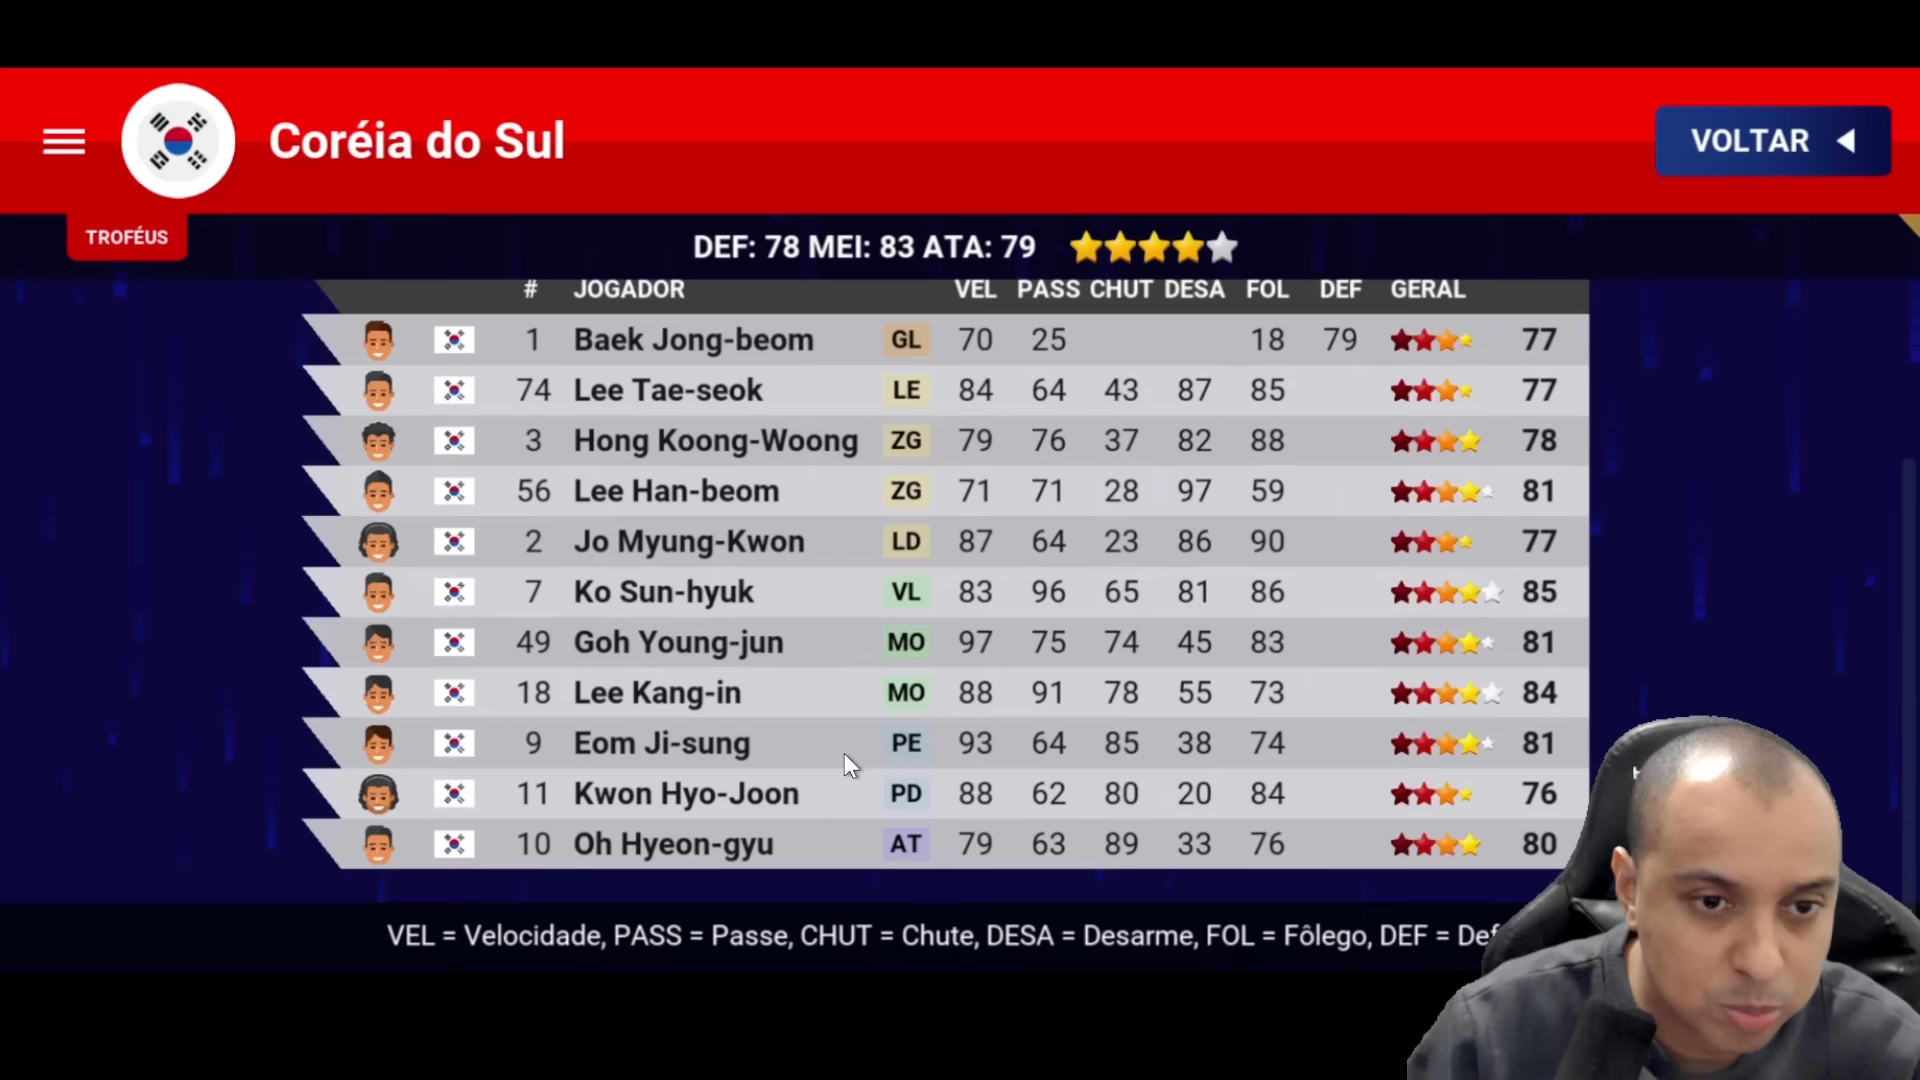 Coréia do Sul
VOLTAR
TROFÉUS
DEF: 78 MEI: 83 ATA: 79
# JOGADOR VEL PASS CHUT DESA FOL DEF GERAL
1 Baek Jong-beom GL 70 25 18 79 77
74 Lee Tae-seok LE 84 64 43 87 85 77
3 Hong Koong-Woong ZG 79 76 37 82 88 78
56 Lee Han-beom ZG 71 71 28 97 59 81
2 Jo Myung-Kwon LD 87 64 23 86 90 77
7 Ko Sun-hyuk VL 83 96 65 81 86 85
49 Goh Young-jun MO 97 75 74 45 83 81
18 Lee Kang-in MO 88 91 78 55 73 84
9 Eom Ji-sung PE 93 64 85 38 74 81
11 Kwon Hyo-Joon PD 88 62 80 20 84 76
10 Oh Hyeon-gyu AT 79 63 89 33 76 80
VEL = Velocidade, PASS = Passe, CHUT = Chute, DESA = Desarme, FOL = Fôlego, DEF =